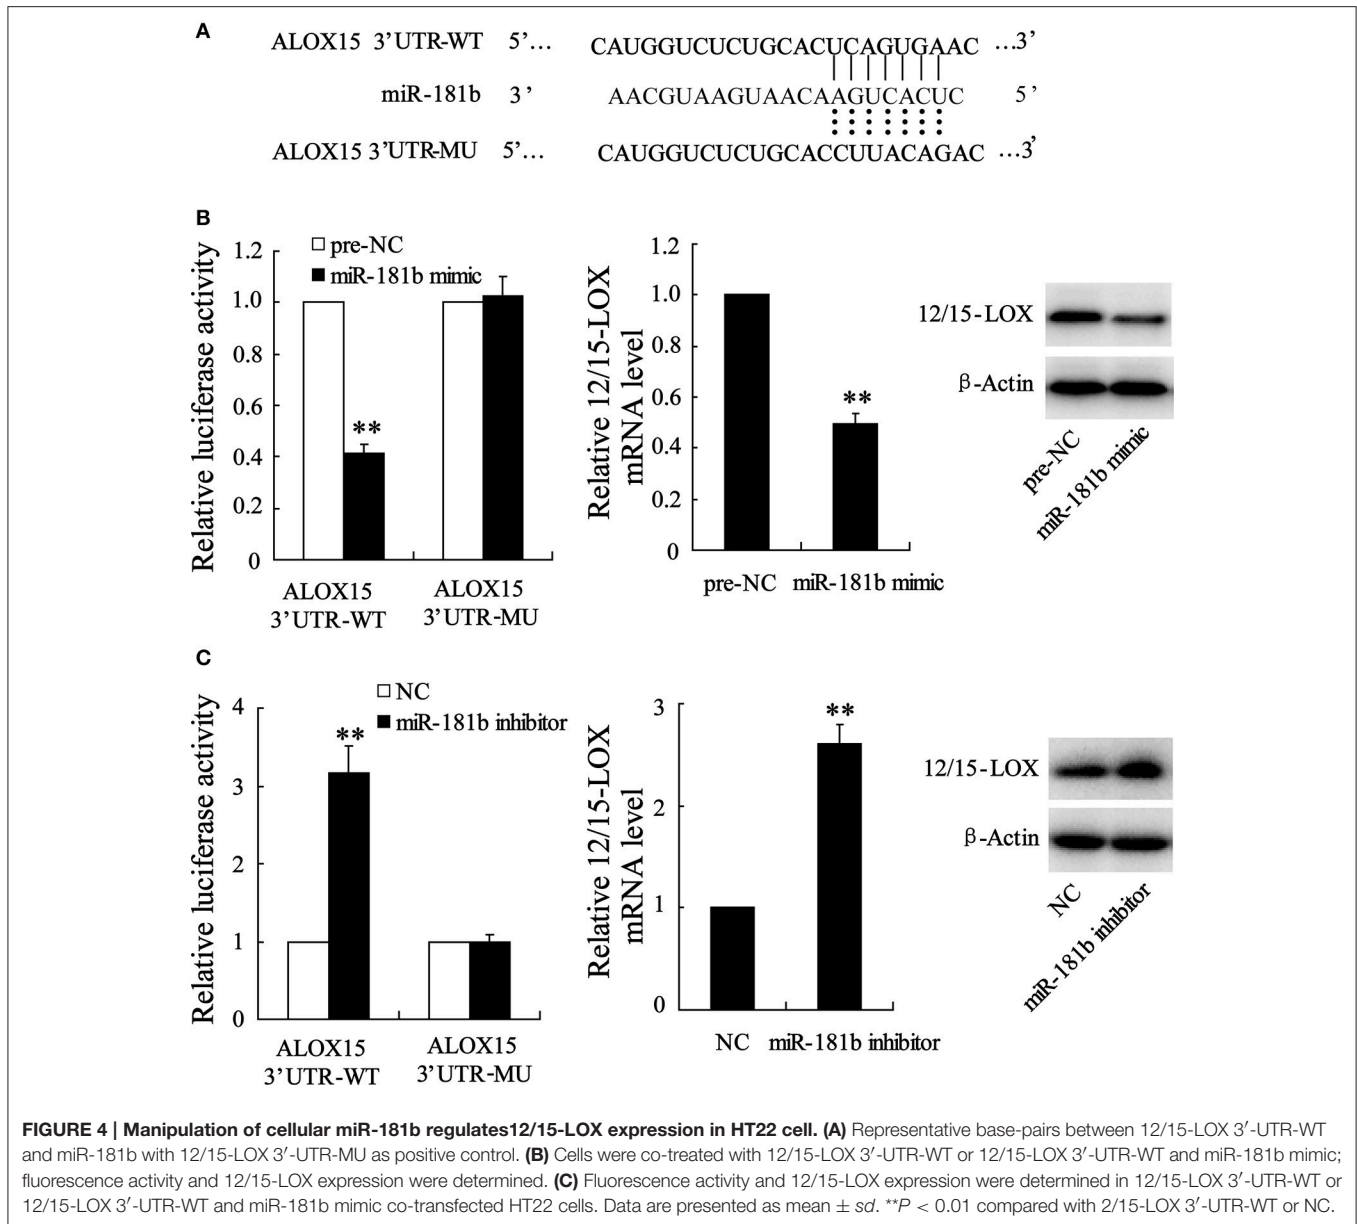 A
ALOX15 3’UTR-WT 5’… CAUGGUCUCUGCACUCAGUGAAC …3’
miR-181b 3’ AACGUAAGUAACAAGUCACUC 5’
ALOX15 3’UTR-MU 5’… CAUGGUCUCUGCACCUUACAGAC …3’
B
Relative luciferase activity
1.2
1.0
0.8
0.6
0.4
0.2
0
pre-NC
miR-181b mimic
**
ALOX15 3’UTR-WT
ALOX15 3’UTR-MU
Relative 12/15-LOX mRNA level
1.2
1.0
0.8
0.6
0.4
0.2
0
**
pre-NC miR-181b mimic
12/15-LOX
β-Actin
pre-NC
miR-181b mimic
C
Relative luciferase activity
4
3
2
1
0
NC
miR-181b inhibitor
**
ALOX15 3’UTR-WT
ALOX15 3’UTR-MU
Relative 12/15-LOX mRNA level
3
2
1
0
**
NC miR-181b inhibitor
12/15-LOX
β-Actin
NC
miR-181b inhibitor
FIGURE 4 | Manipulation of cellular miR-181b regulates12/15-LOX expression in HT22 cell. (A) Representative base-pairs between 12/15-LOX 3′-UTR-WT
and miR-181b with 12/15-LOX 3′-UTR-MU as positive control. (B) Cells were co-treated with 12/15-LOX 3′-UTR-WT or 12/15-LOX 3′-UTR-WT and miR-181b mimic;
fluorescence activity and 12/15-LOX expression were determined. (C) Fluorescence activity and 12/15-LOX expression were determined in 12/15-LOX 3′-UTR-WT or
12/15-LOX 3′-UTR-WT and miR-181b mimic co-transfected HT22 cells. Data are presented as mean ± sd. **P < 0.01 compared with 2/15-LOX 3′-UTR-WT or NC.